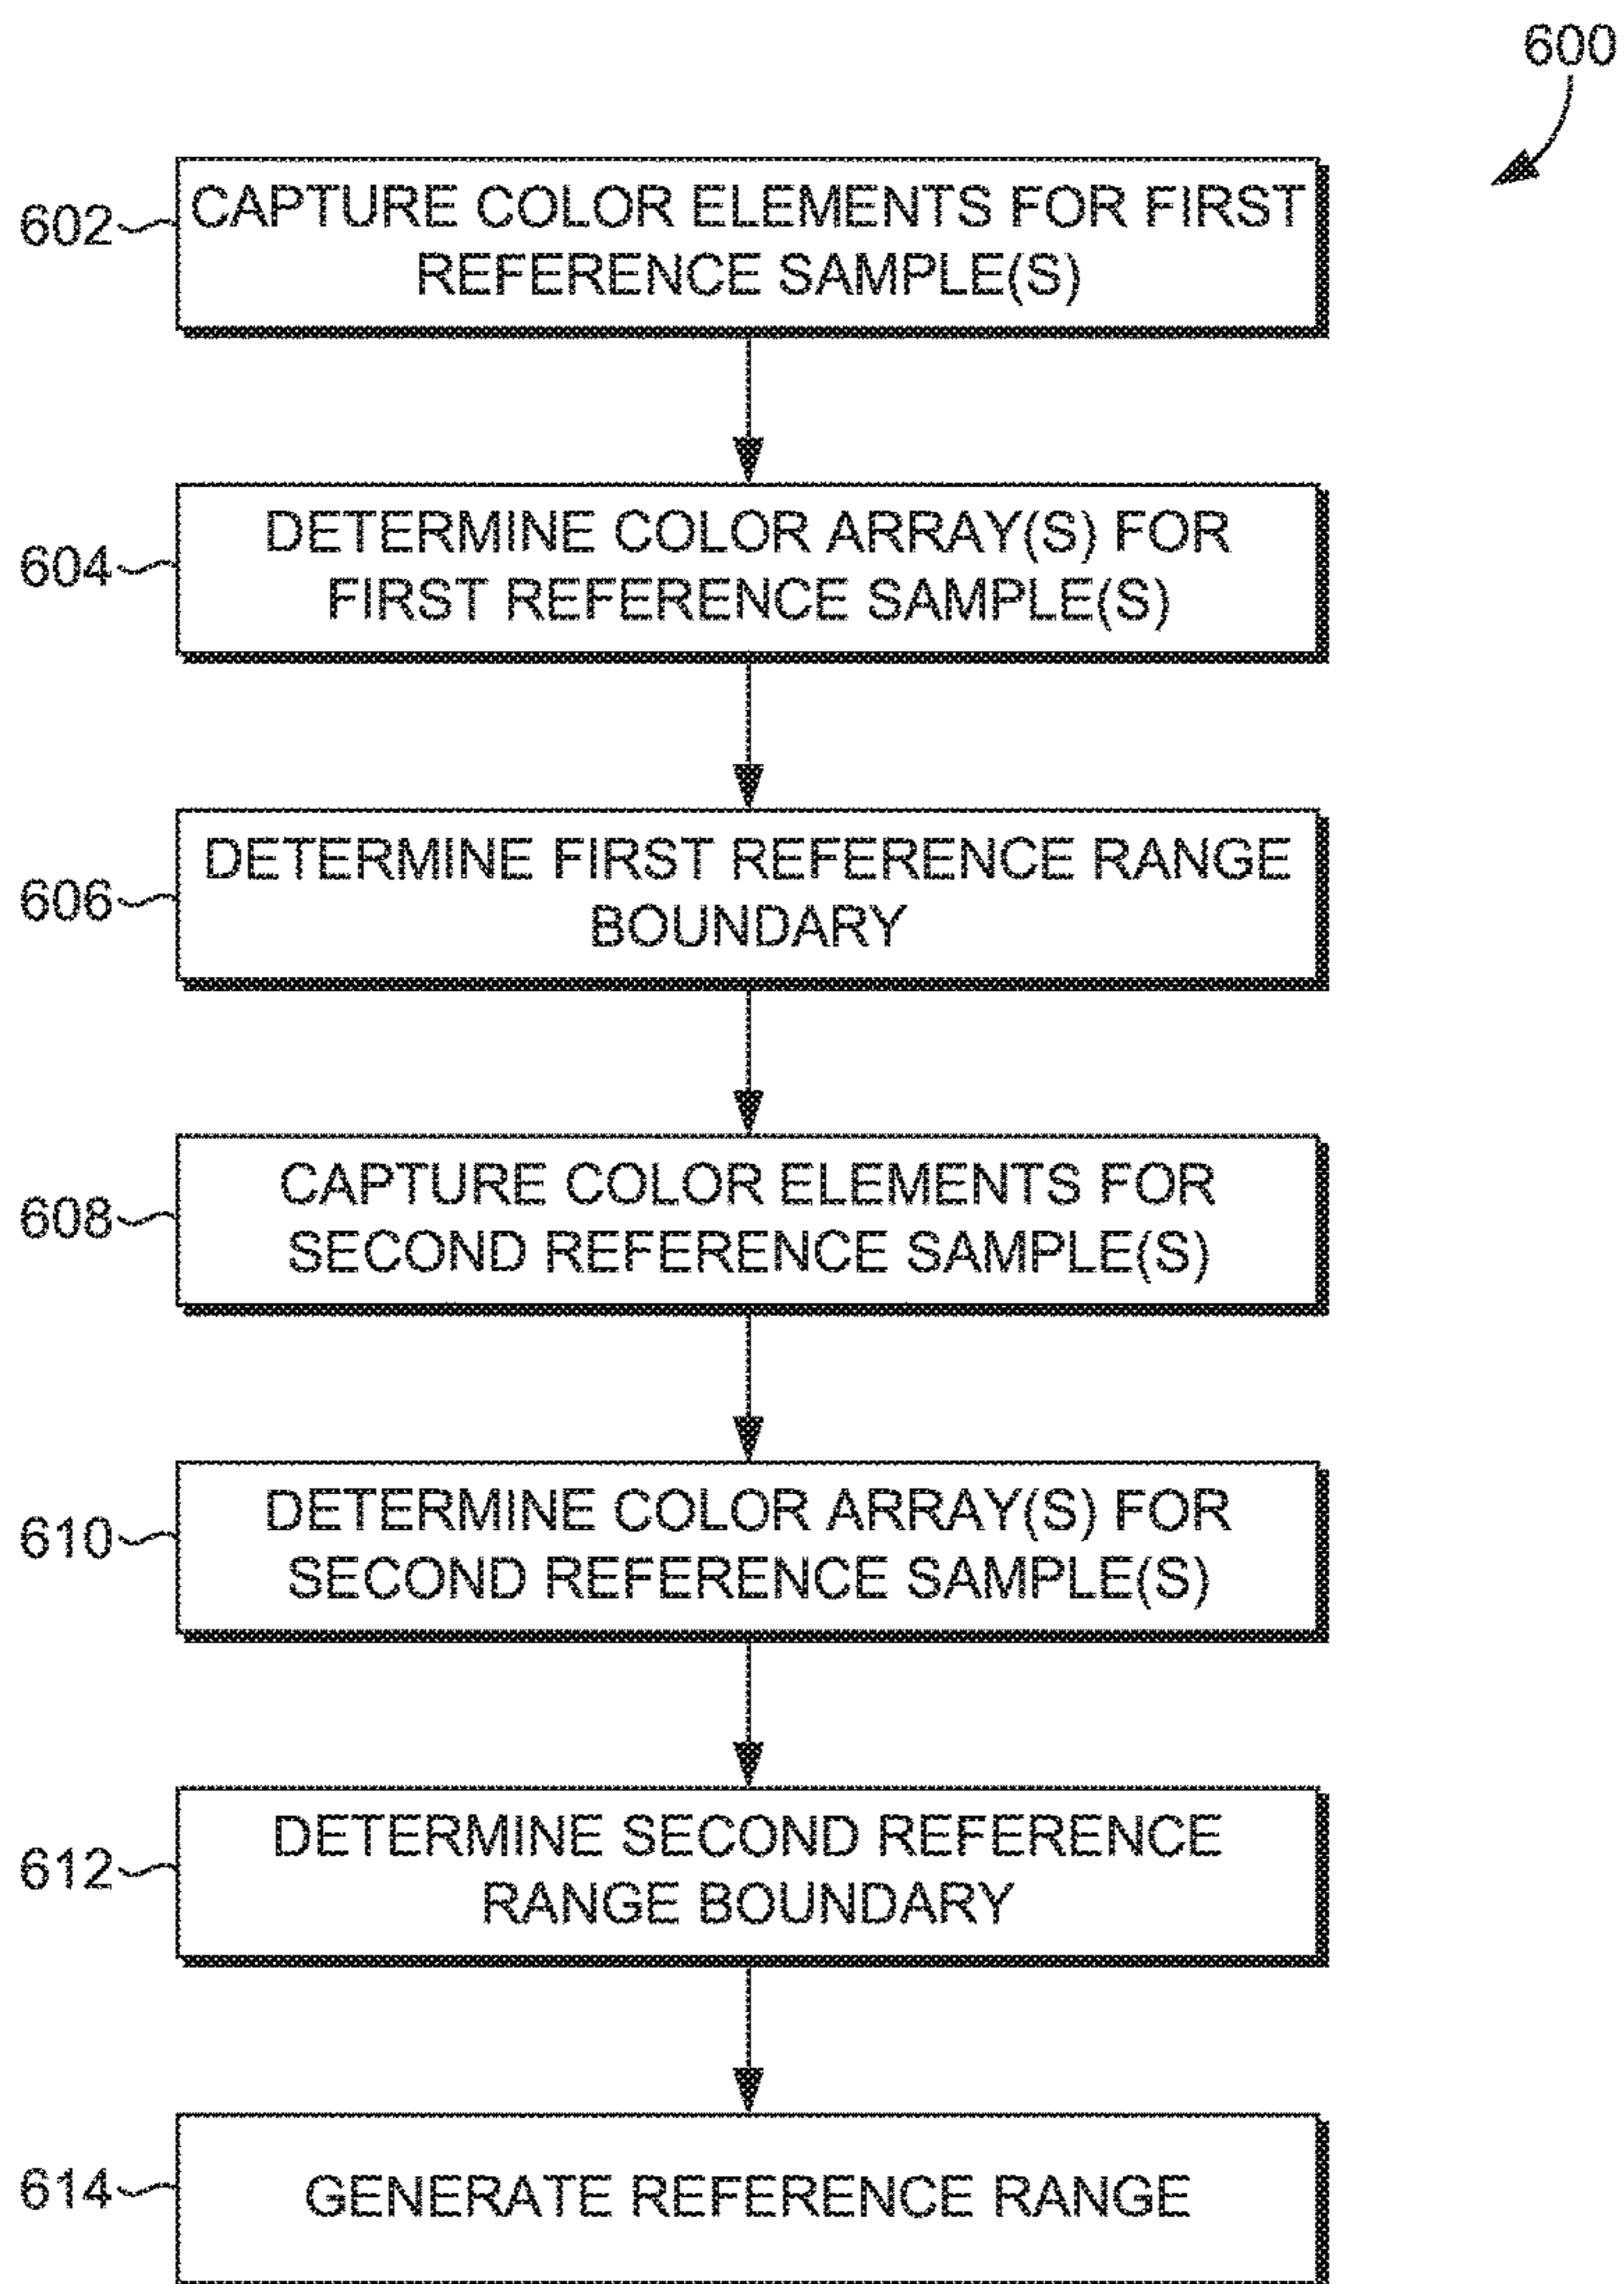 600
602
CAPTURE COLOR ELEMENTS FOR FIRST
REFERENCE SAMPLE(S)
604
DETERMINE COLOR ARRAY(S) FOR
FIRST REFERENCE SAMPLE(S)
606
DETERMINE FIRST REFERENCE RANGE
BOUNDARY
608
CAPTURE COLOR ELEMENTS FOR
SECOND REFERENCE SAMPLE(S)
610
DETERMINE COLOR ARRAY(S) FOR
SECOND REFERENCE SAMPLE(S)
612
DETERMINE SECOND REFERENCE
RANGE BOUNDARY
614
GENERATE REFERENCE RANGE